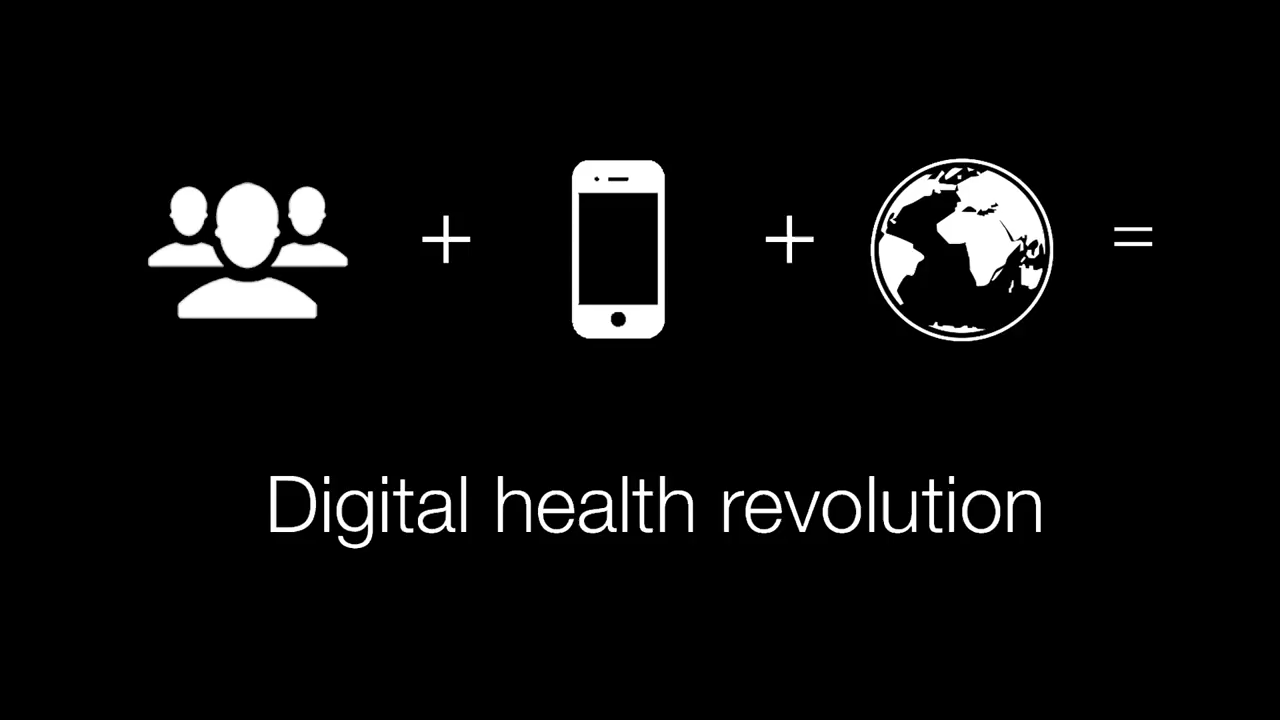 + + =
Digital health revolution